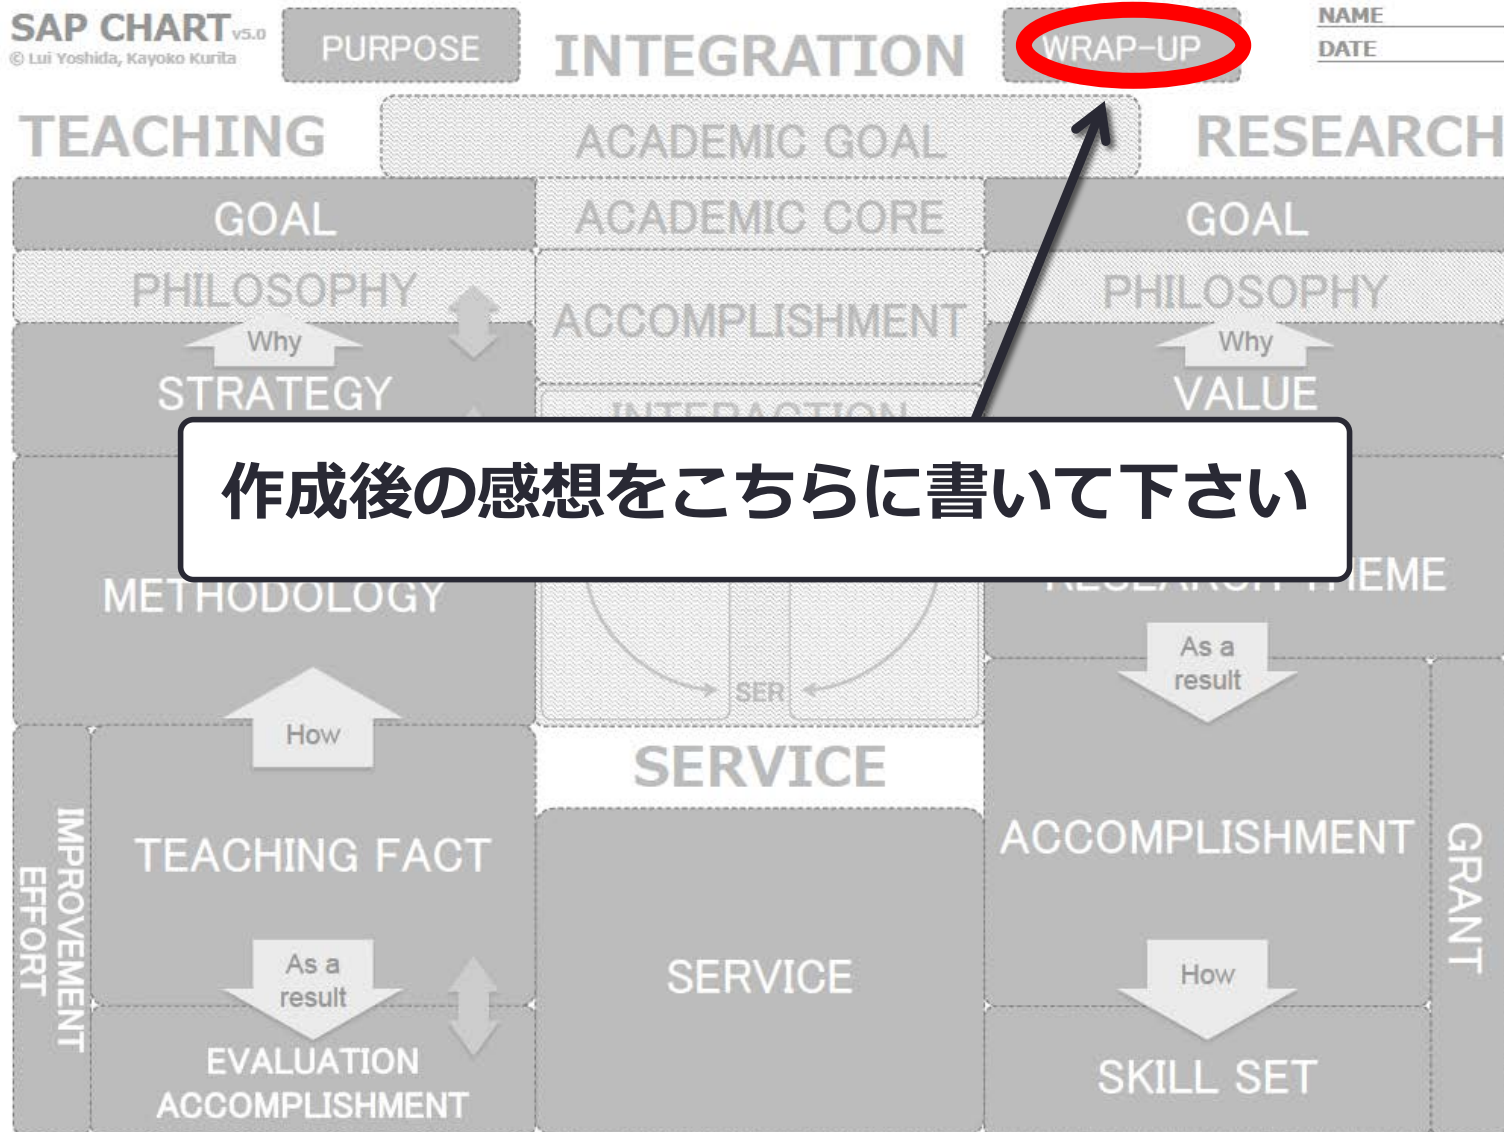 SAP CHART v5.0
© Lui Yoshida, Kayoko Kurita
PURPOSE
INTEGRATION
WRAP-UP
NAME
DATE
TEACHING
ACADEMIC GOAL
RESEARCH
GOAL
ACADEMIC CORE
GOAL
PHILOSOPHY
ACCOMPLISHMENT
PHILOSOPHY
Why
Why
STRATEGY
INTERACTION
VALUE
作成後の感想をこちらに書いて下さい
METHODOLOGY
RESEARCH THEME
As a
result
SER
How
SERVICE
TEACHING FACT
ACCOMPLISHMENT
IMPROVEMENT
EFFORT
GRANT
As a
result
SERVICE
How
EVALUATION
ACCOMPLISHMENT
SKILL SET